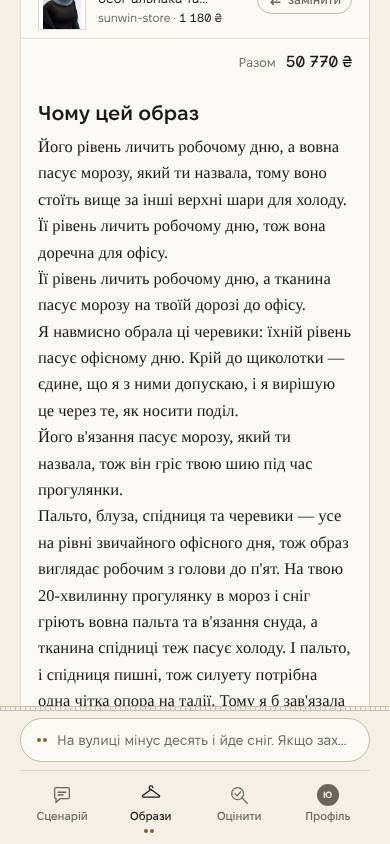 sunwin-store · 1 180 ₴
замінити
Разом 50 770 ₴
Чому цей образ
Його рівень личить робочому дню, а вовна
пасує морозу, який ти назвала, тому воно
стоїть вище за інші верхні шари для холоду.
Її рівень личить робочому дню, тож вона
доречна для офісу.
Її рівень личить робочому дню, а тканина
пасує морозу на твоїй дорозі до офісу.
Я навмисно обрала ці черевики: їхній рівень
пасує офісному дню. Крій до щиколотки —
єдине, що я з ними допускаю, і я вирішую
це через те, як носити поділ.
Його в'язання пасує морозу, який ти
назвала, тож він гріє твою шию під час
прогулянки.
Пальто, блуза, спідниця та черевики — усе
на рівні звичайного офісного дня, тож образ
виглядає робочим з голови до п'ят. На твою
20-хвилинну прогулянку в мороз і сніг
гріють вовна пальта та в'язання снуда, а
тканина спідниці теж пасує холоду. І пальто,
і спідниця пишні, тож силуету потрібна
одна чітка опора на талії. Тому я б зав'язала
На вулиці мінус десять і йде сніг. Якщо зах...
Сценарій
Образи
Оцінити
Ю
Профіль